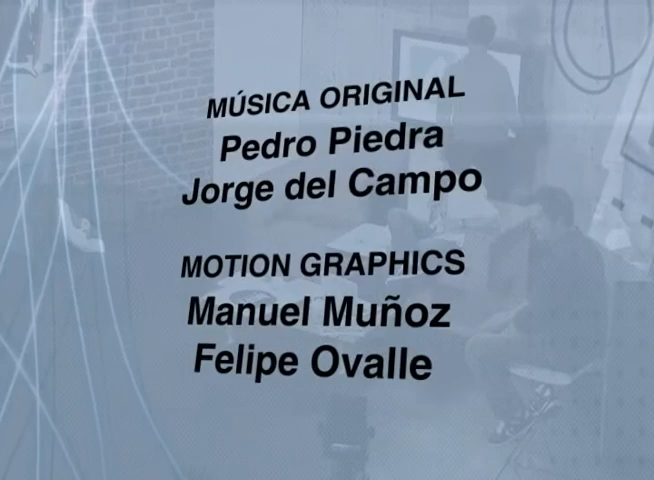 MÚSICA ORIGINAL
Pedro Piedra
Jorge del Campo
MOTION GRAPHICS
Manuel Muñoz
Felipe Ovalle